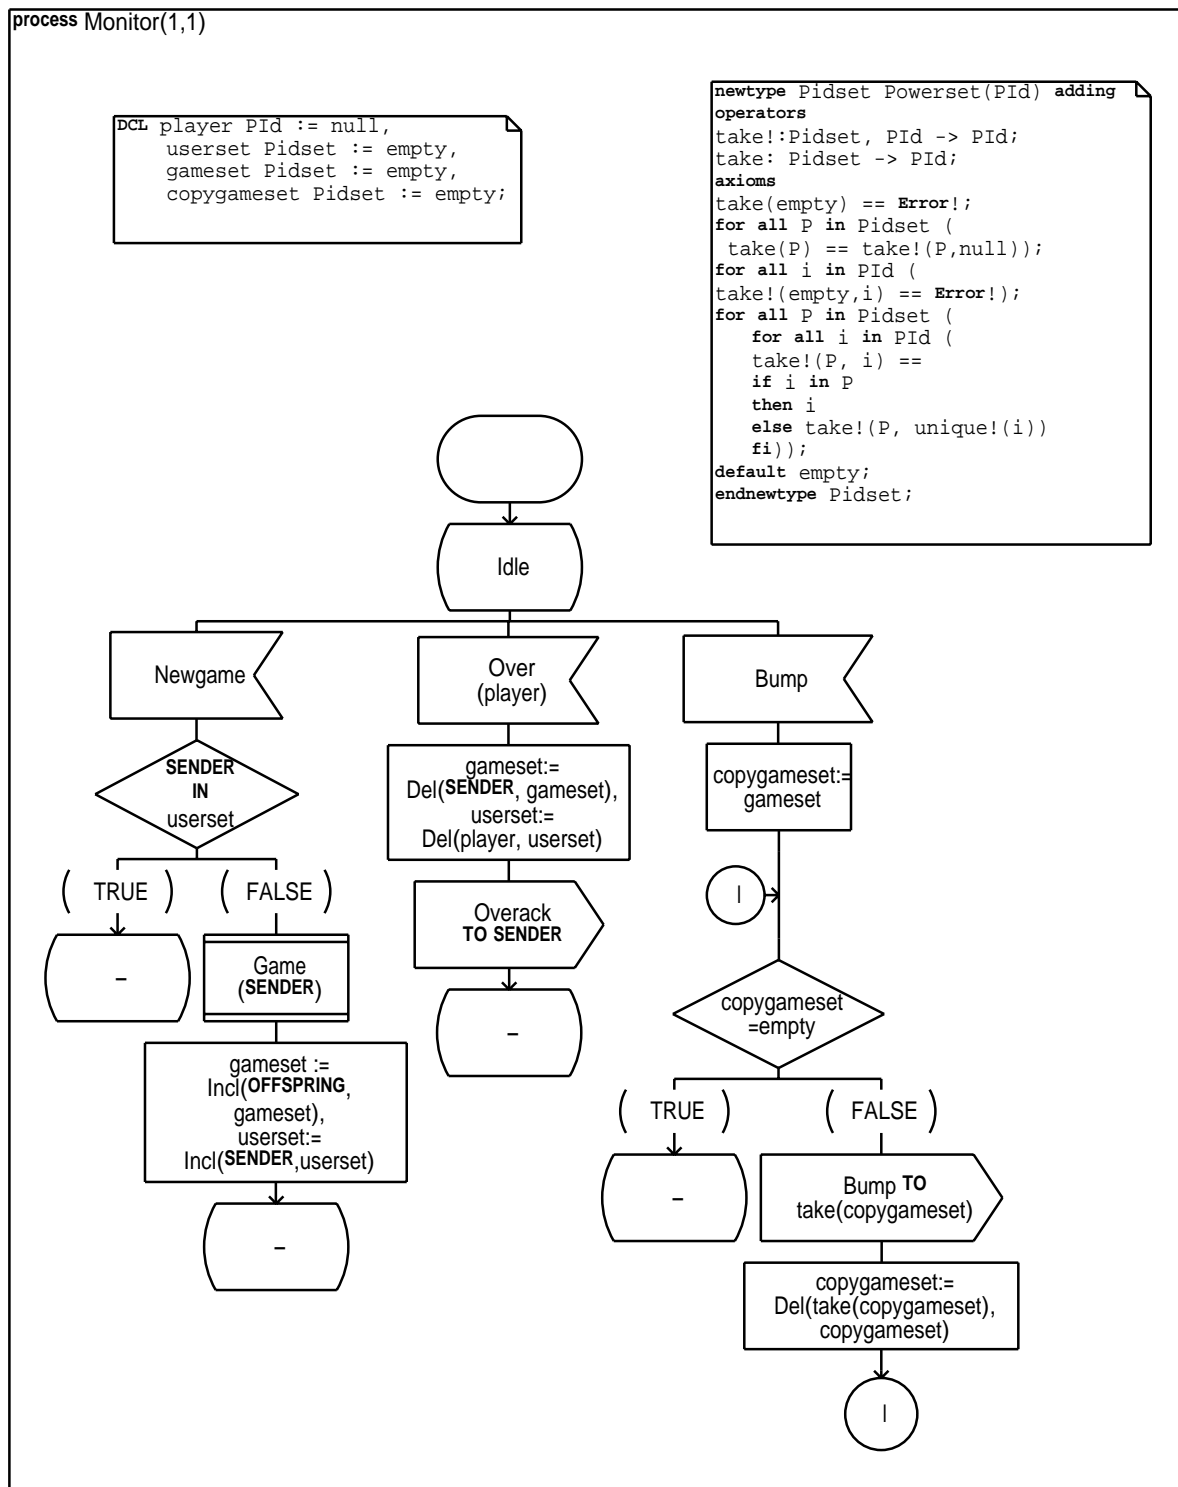 process Monitor(1,1)
DCL player PId := null,
userset Pidset := empty,
gameset Pidset := empty,
copygameset Pidset := empty;
newtype Pidset Powerset(PId) adding
operators
take!:Pidset, PId -> PId;
take: Pidset -> PId;
axioms
take(empty) == Error!;
for all P in Pidset (
take(P) == take!(P,null));
for all i in PId (
take!(empty,i) == Error!);
for all P in Pidset (
for all i in PId (
take!(P, i) ==
if i in P
then i
else take!(P, unique!(i))
fi));
default empty;
endnewtype Pidset;
Idle
Newgame
SENDER
IN
userset
( TRUE )
–
( FALSE )
Game
(SENDER)
gameset :=
Incl(OFFSPRING,
gameset),
userset:=
Incl(SENDER,userset)
–
Over
(player)
gameset:=
Del(SENDER, gameset),
userset:=
Del(player, userset)
Overack
TO SENDER
–
Bump
copygameset:=
gameset
l
copygameset
=empty
( TRUE )
–
( FALSE )
Bump TO
take(copygameset)
copygameset:=
Del(take(copygameset),
copygameset)
l